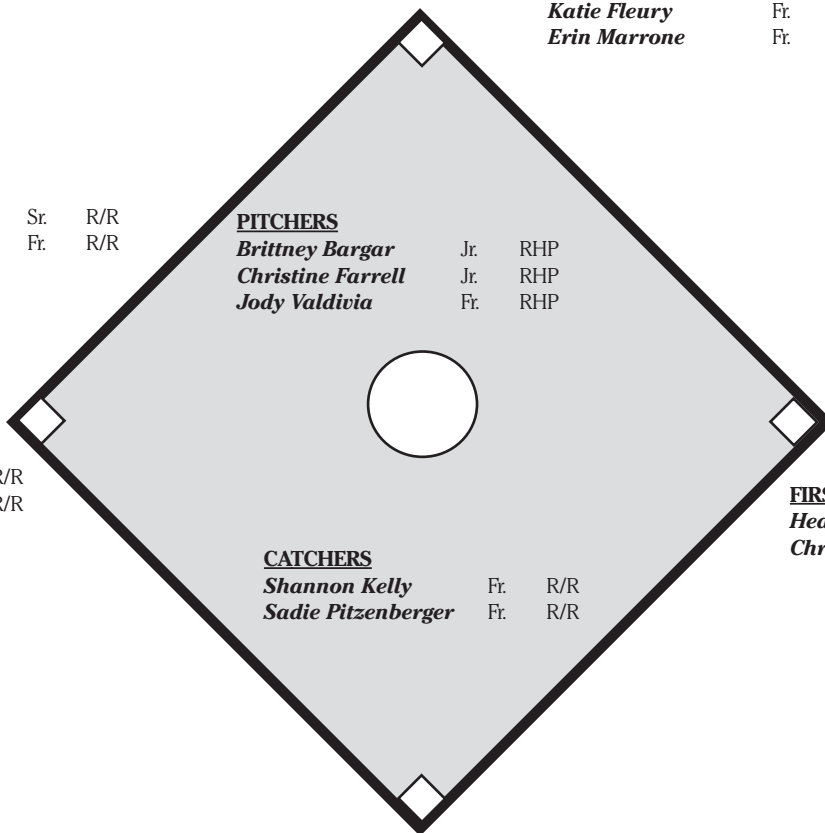 Katie Fleury Fr.
Erin Marrone Fr.
Sr. R/R
Fr. R/R
PITCHERS
Brittney Bargar Jr. RHP
Christine Farrell Jr. RHP
Jody Valdivia Fr. RHP
R/R
R/R
CATCHERS
Shannon Kelly Fr. R/R
Sadie Pitzenberger Fr. R/R